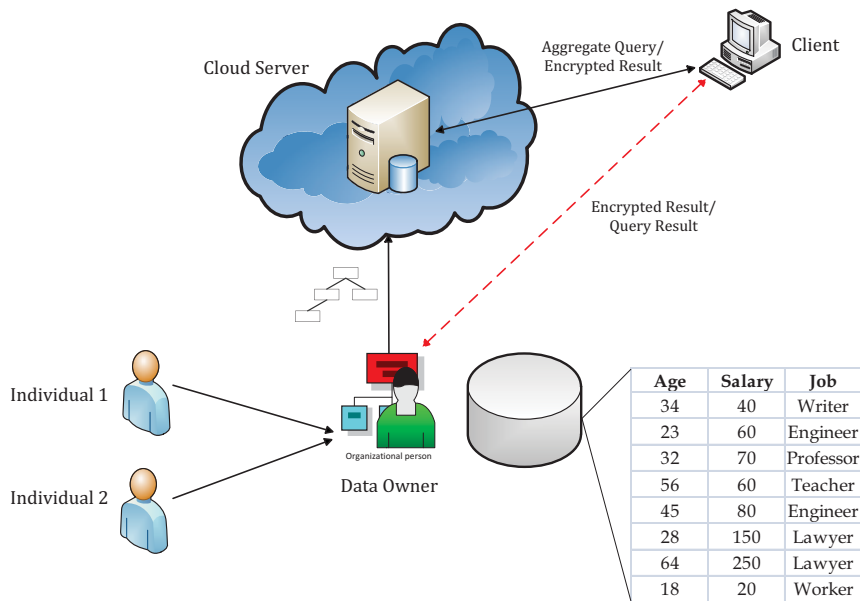 Cloud Server
Aggregate Query/
Encrypted Result
Client
Encrypted Result/
Query Result
Individual 1
Individual 2
Organizational person
Data Owner
Age Salary Job
34 40 Writer
23 60 Engineer
32 70 Professor
56 60 Teacher
45 80 Engineer
28 150 Lawyer
64 250 Lawyer
18 20 Worker